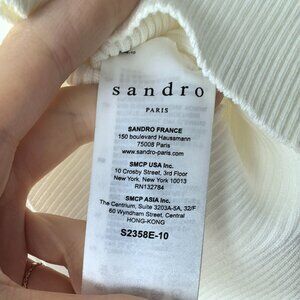 sandro
PARIS
SANDRO FRANCE
150 boulevard Haussmann
75008 Paris
www.sandro-paris.com
SMCP USA Inc.
10 Crosby Street, 3rd Floor
New York, New York 10013
RN132784
SMCP ASIA Inc.
The Centrium, Suite 3203A-5A, 32/F
60 Wyndham Street, Central
HONG-KONG
S2358E-10